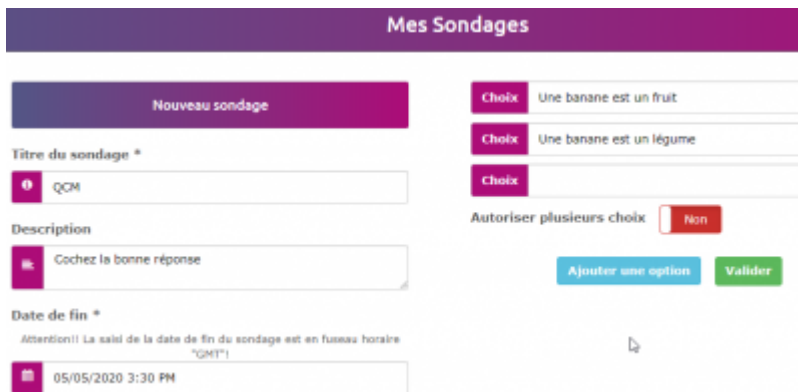 Mes Sondages
Nouveau sondage
Titre du sondage *
QCM
Description
Cochez la bonne réponse
Date de fin *
Attention!! La saisi de la date de fin du sondage est en fuseau horaire
"GMT"!
05/05/2020 3:30 PM
Choix Une banane est un fruit
Choix Une banane est un légume
Choix
Autoriser plusieurs choix Non
Ajouter une option Valider